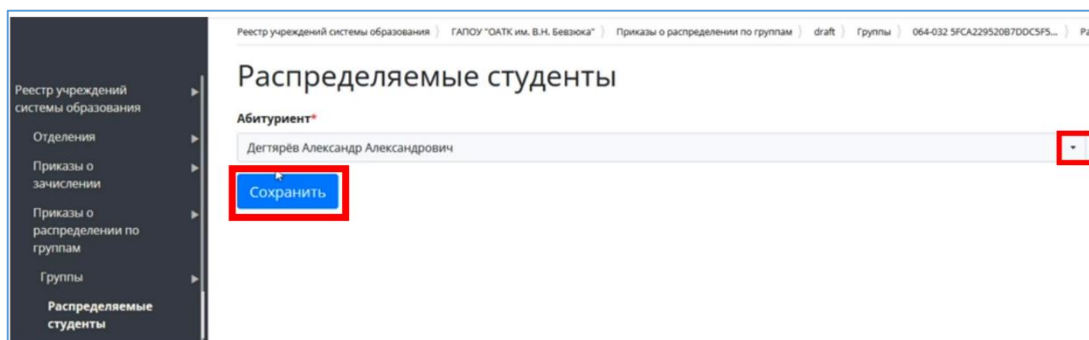 Реестр учреждений системы образования ⟩ ГАПОУ "ОАТК им. В.Н. Бевзюка" ⟩ Приказы о распределении по группам ⟩ draft ⟩ Группы ⟩ 064-032 5FCA229520B7DDC5F5... ⟩ Ра
Распределяемые студенты
Абитуриент*
Дегтярёв Александр Александрович
Сохранить
Реестр учреждений
системы образования
Отделения
Приказы о
зачислении
Приказы о
распределении по
группам
Группы
Распределяемые
студенты